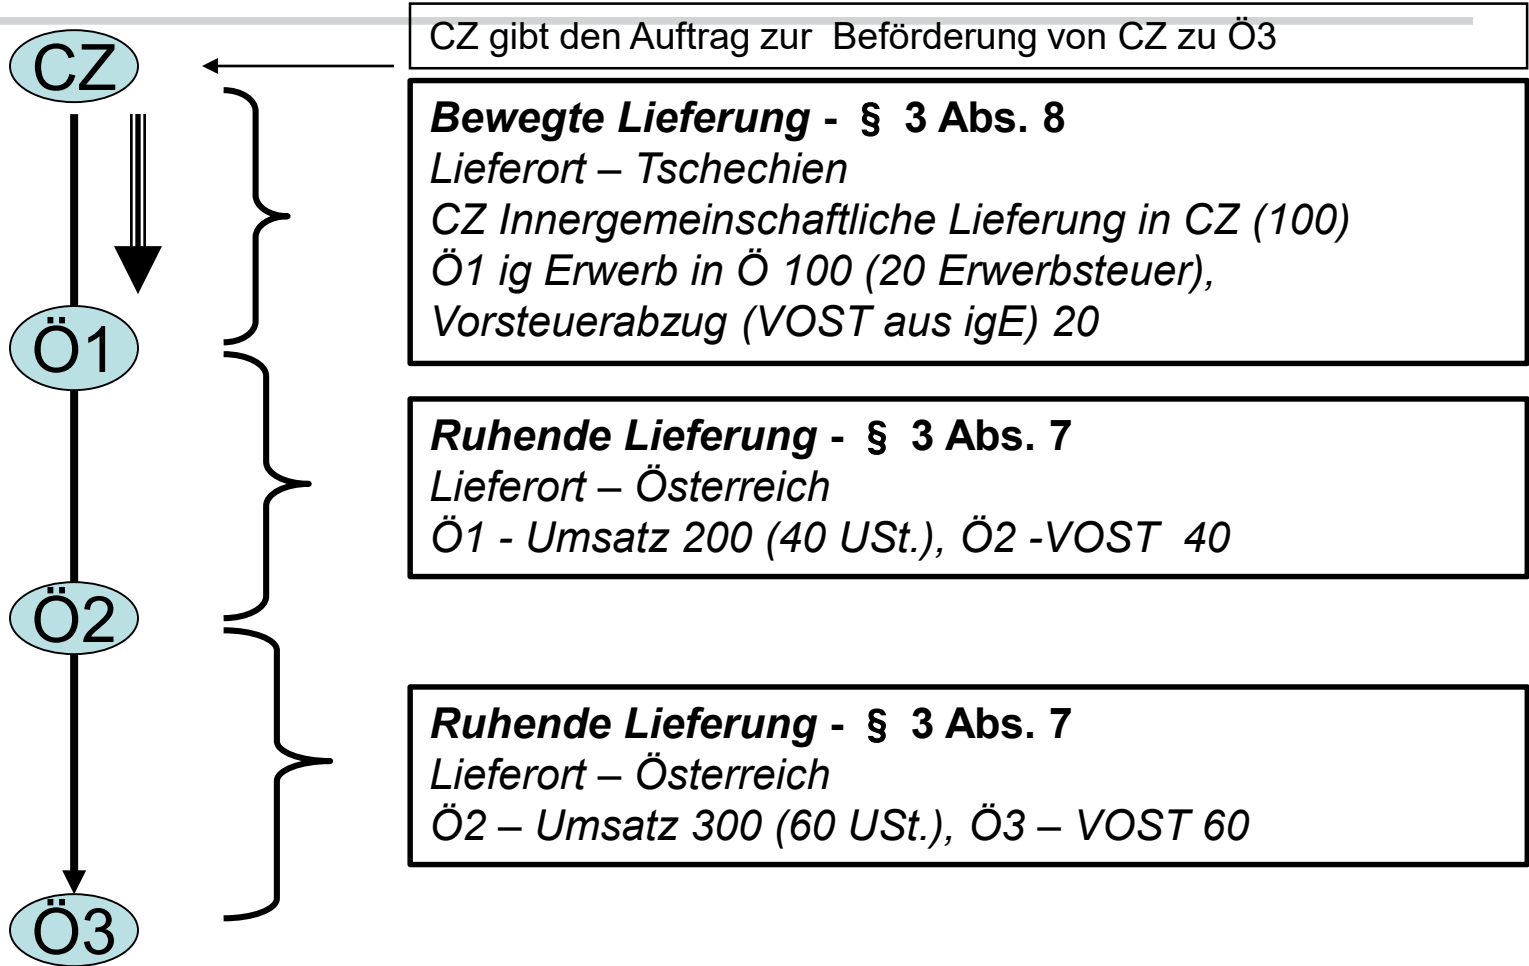 CZ gibt den Auftrag zur  Beförderung von CZ zu Ö3
CZ
Bewegte Lieferung - § 3 Abs. 8
Lieferort – Tschechien
CZ Innergemeinschaftliche Lieferung in CZ (100)
Ö1 ig Erwerb in Ö 100 (20 Erwerbsteuer),
Vorsteuerabzug (VOST aus igE) 20
Ö1
Ruhende Lieferung - § 3 Abs. 7
Lieferort – Österreich
Ö1 - Umsatz 200 (40 USt.), Ö2 -VOST  40
Ö2
Ruhende Lieferung - § 3 Abs. 7
Lieferort – Österreich
Ö2 – Umsatz 300 (60 USt.), Ö3 – VOST 60
Ö3